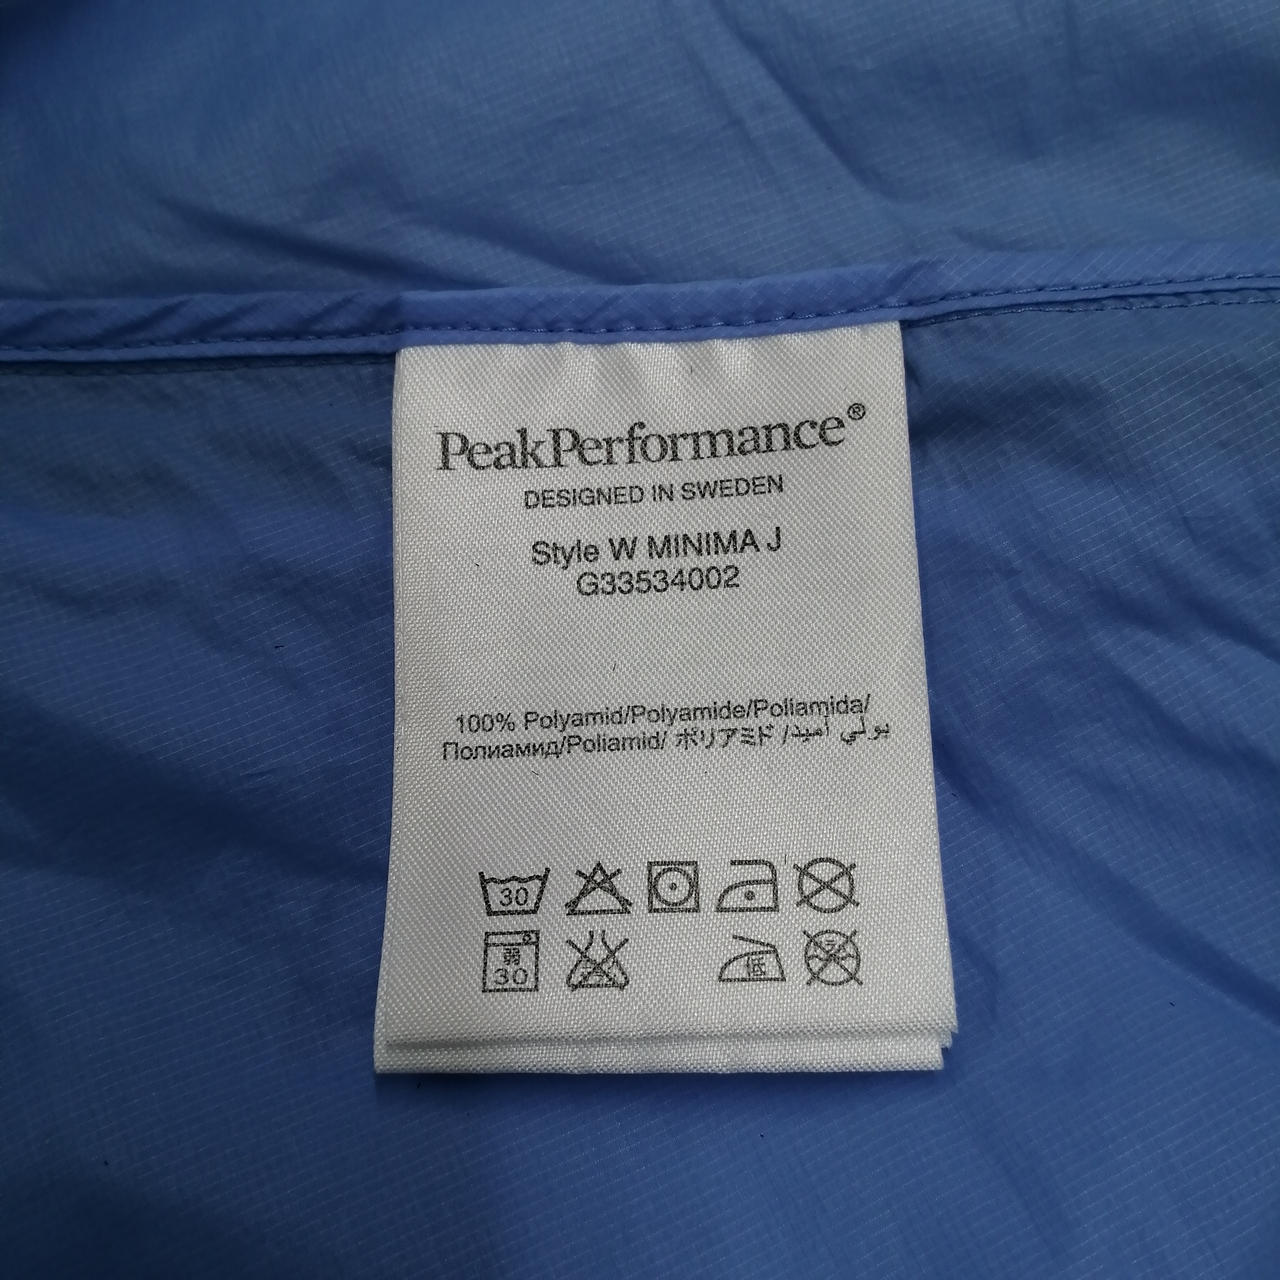 PeakPerformance®
DESIGNED IN SWEDEN
Style W MINIMA J
G33534002
100% Polyamid/Polyamide/Poliamida/
Полиамид/Poliamid/ ポリアミド /بولي أميد
30
弱
30
低